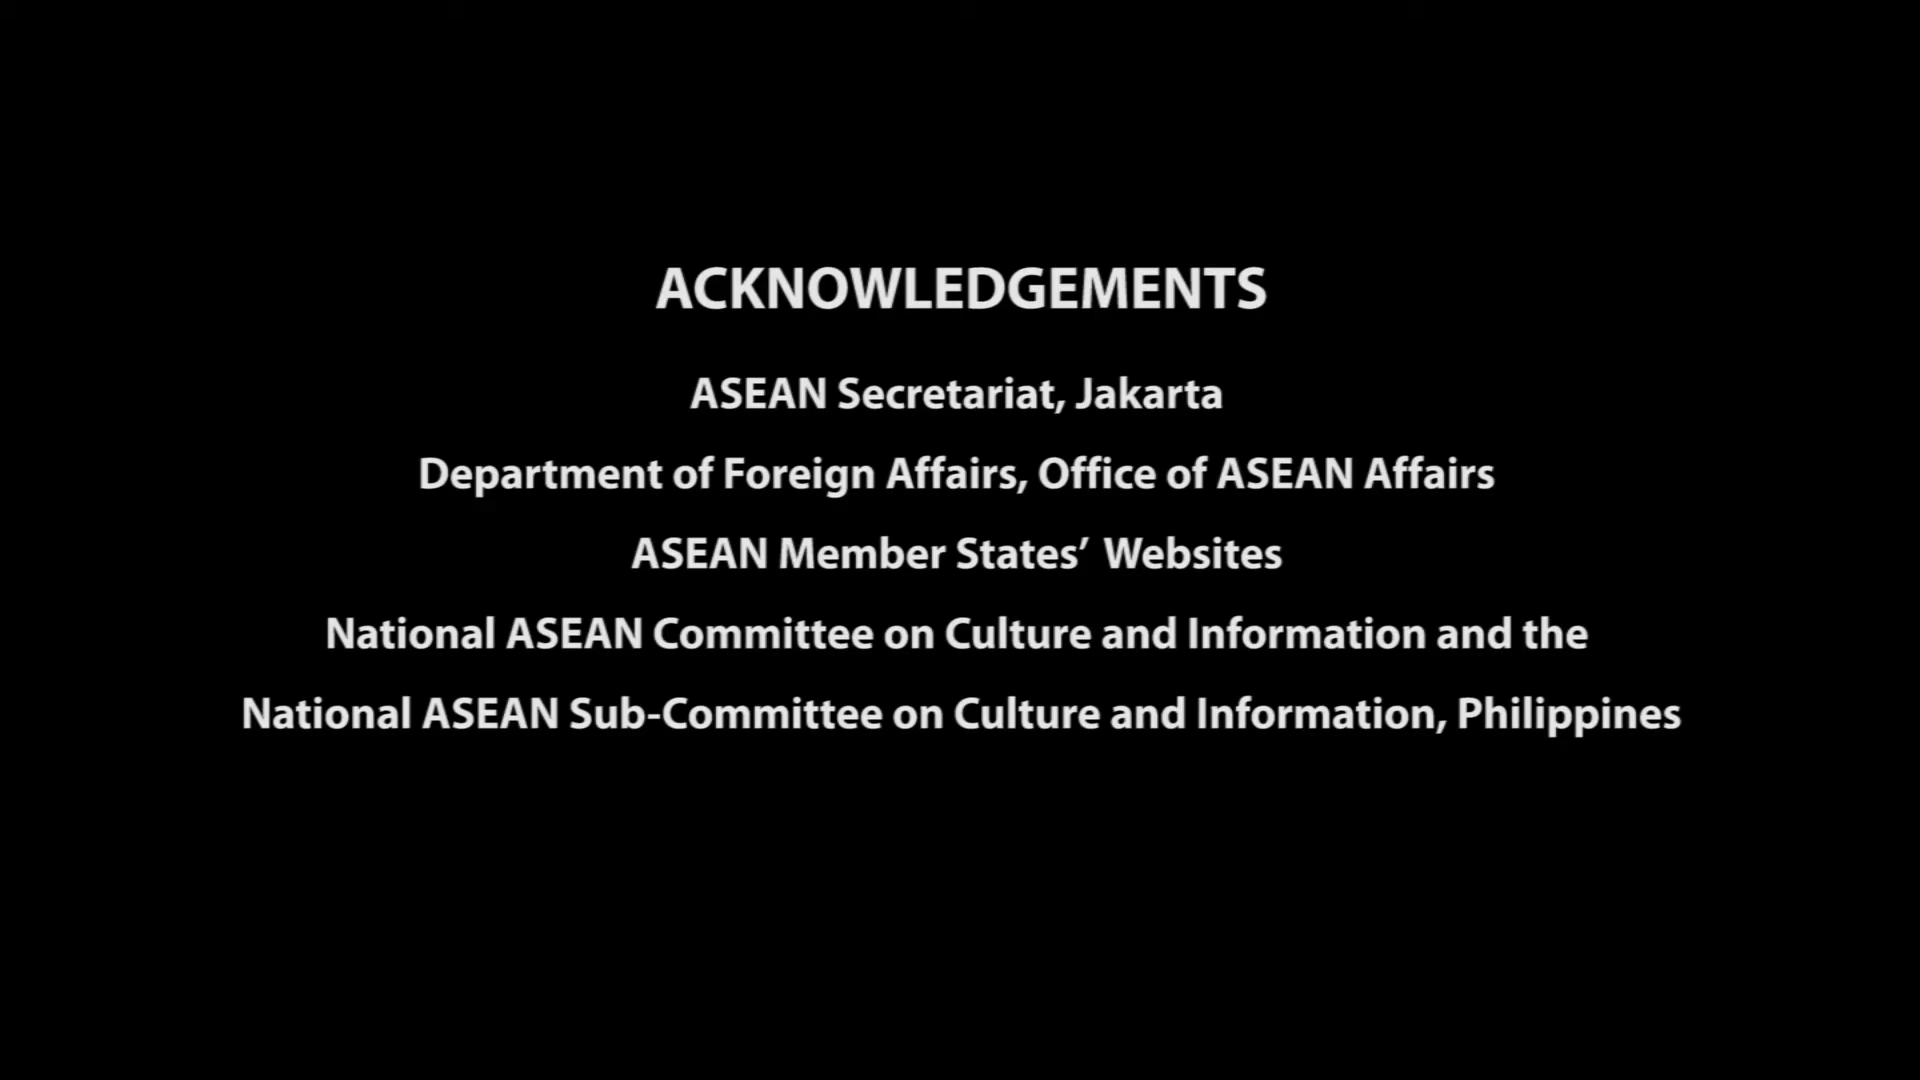 ACKNOWLEDGEMENTS
ASEAN Secretariat, Jakarta
Department of Foreign Affairs, Office of ASEAN Affairs
ASEAN Member States’ Websites
National ASEAN Committee on Culture and Information and the
National ASEAN Sub-Committee on Culture and Information, Philippines